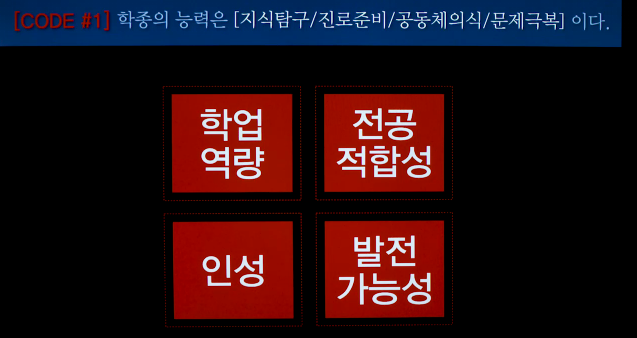 [CODE #1] 학종의 능력은 [지식탐구/진로준비/공동체의식/문제극복] 이다.
학업
역량
전공
적합성
인성
발전
가능성